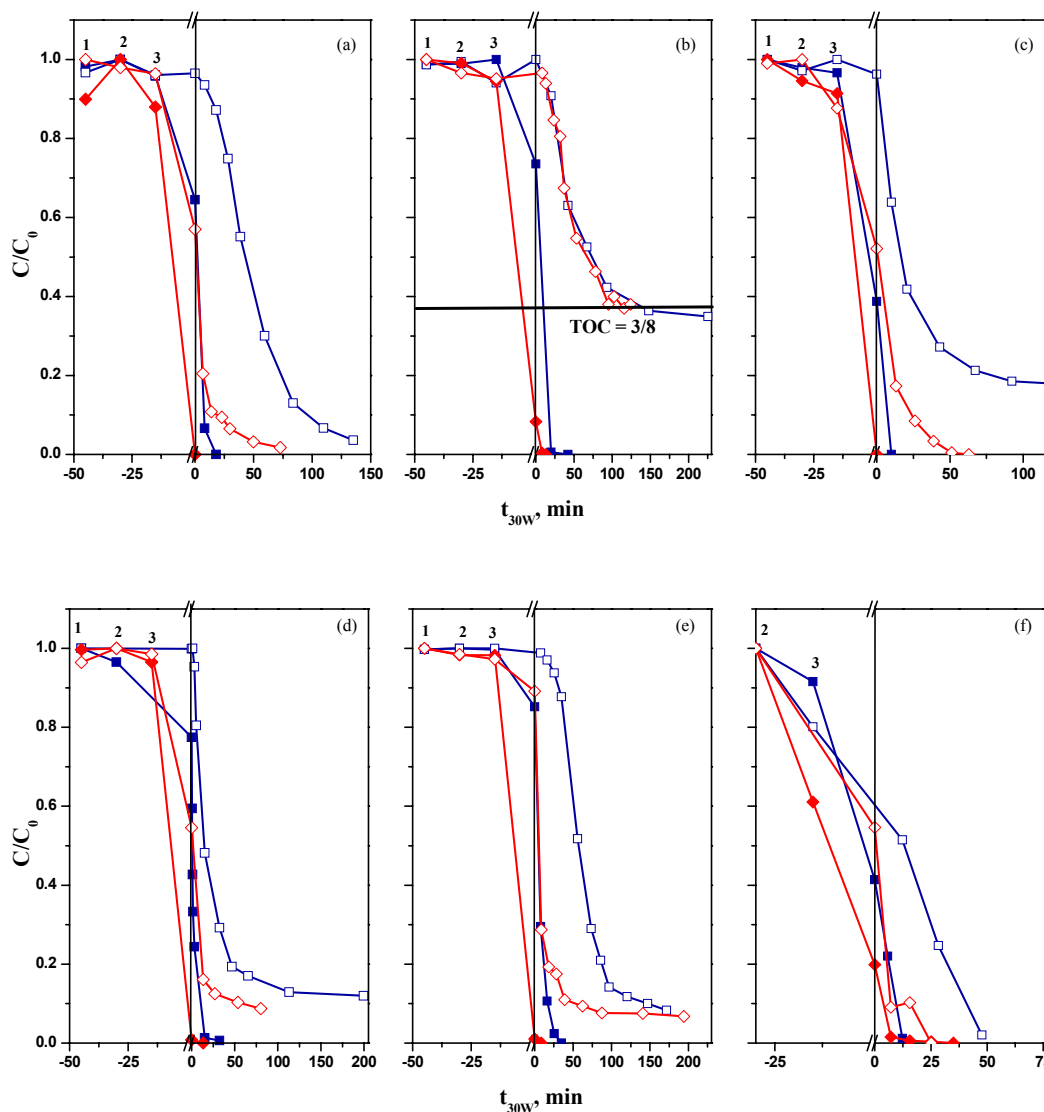 1 2 3 (a)
1 2 3 (b)
1 2 3 (c)
1.0
0.8
0.6
0.4
0.2
0.0
C/C0
TOC = 3/8
-50 -25 0 50 100 150
-50 -25 0 50 100 150 200
-50 -25 0 50 100
t30W, min
1 2 3 (d)
1 2 3 (e)
2 3 (f)
1.0
0.8
0.6
0.4
0.2
0.0
C/C0
-50 -25 0 50 100 150 200
-50 -25 0 50 100 150 200
-25 0 25 50 75
t30W, min